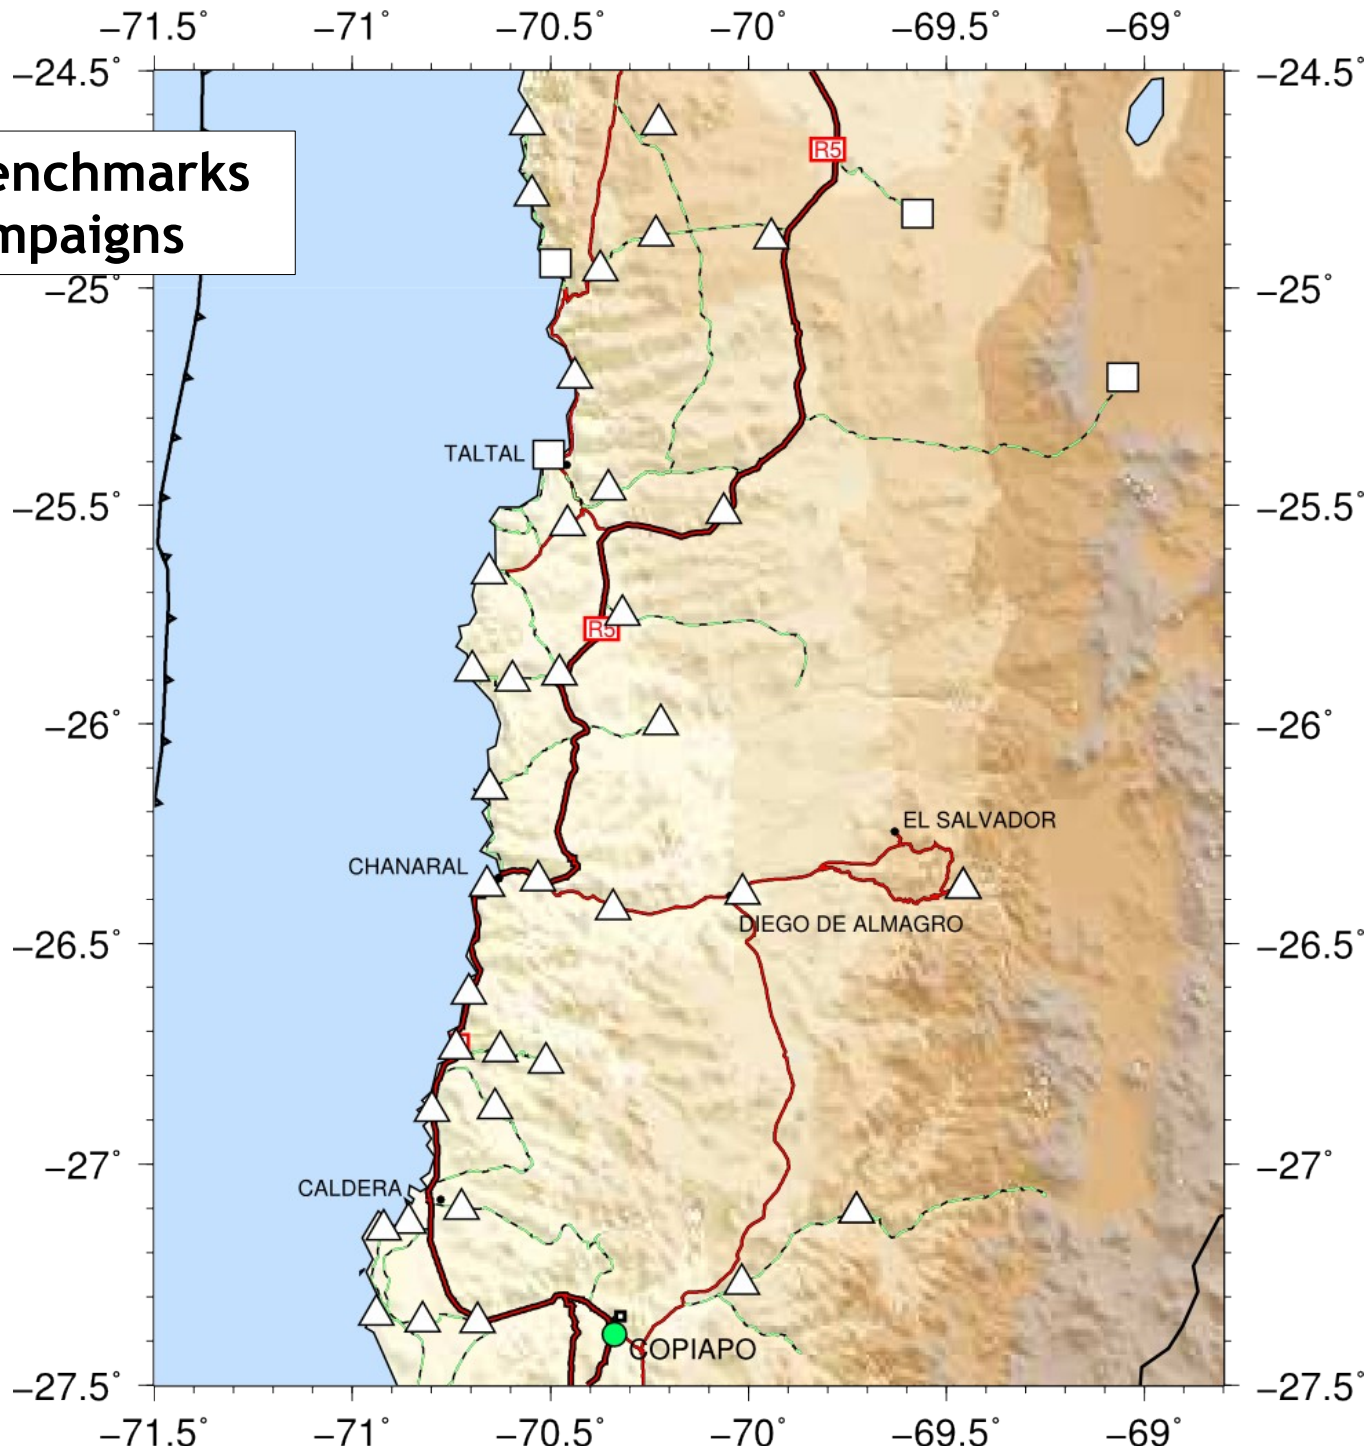 −71.5˚ −71˚ −70.5˚ −70˚ −69.5˚ −69˚
−24.5˚ −24.5˚
R5
enchmarks
mpaigns
−25˚ −25˚
TALTAL
−25.5˚ −25.5˚
R5
−26˚ −26˚
EL SALVADOR
CHANARAL
DIEGO DE ALMAGRO
−26.5˚ −26.5˚
−27˚ −27˚
CALDERA
COPIAPO
−27.5˚ −27.5˚
−71.5˚ −71˚ −70.5˚ −70˚ −69.5˚ −69˚